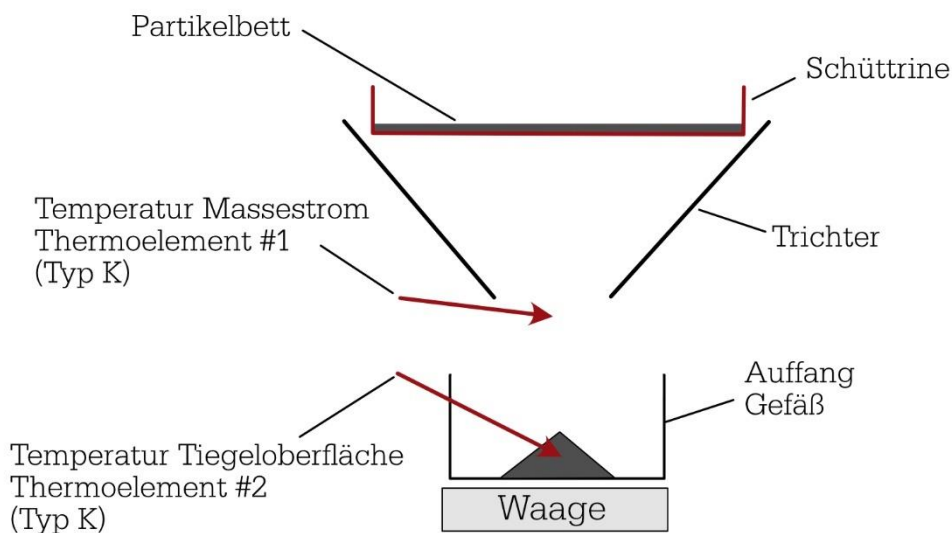 Partikelbett
Schüttrine
Temperatur Massestrom
Thermoelement #1
(Typ K)
Trichter
Auffang
Gefäß
Temperatur Tiegeloberfläche
Thermoelement #2
(Typ K)
Waage